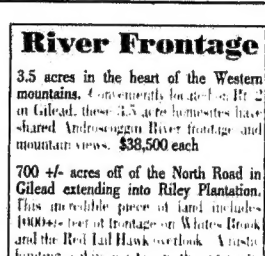 River Frontage
3.5 acres in the heart of the Western
mountains. Conveniently located on Rt. 2
in Gilead, these 3.5 acre homesites have
shared Androscoggin River frontage and
mountain views. $38,500 each
700 +/- acres off of the North Road in
Gilead extending into Riley Plantation.
This incredible piece of land includes
1000+- feet of frontage on Whites Brook
and the Red Tail Hawk overlook. A rustic